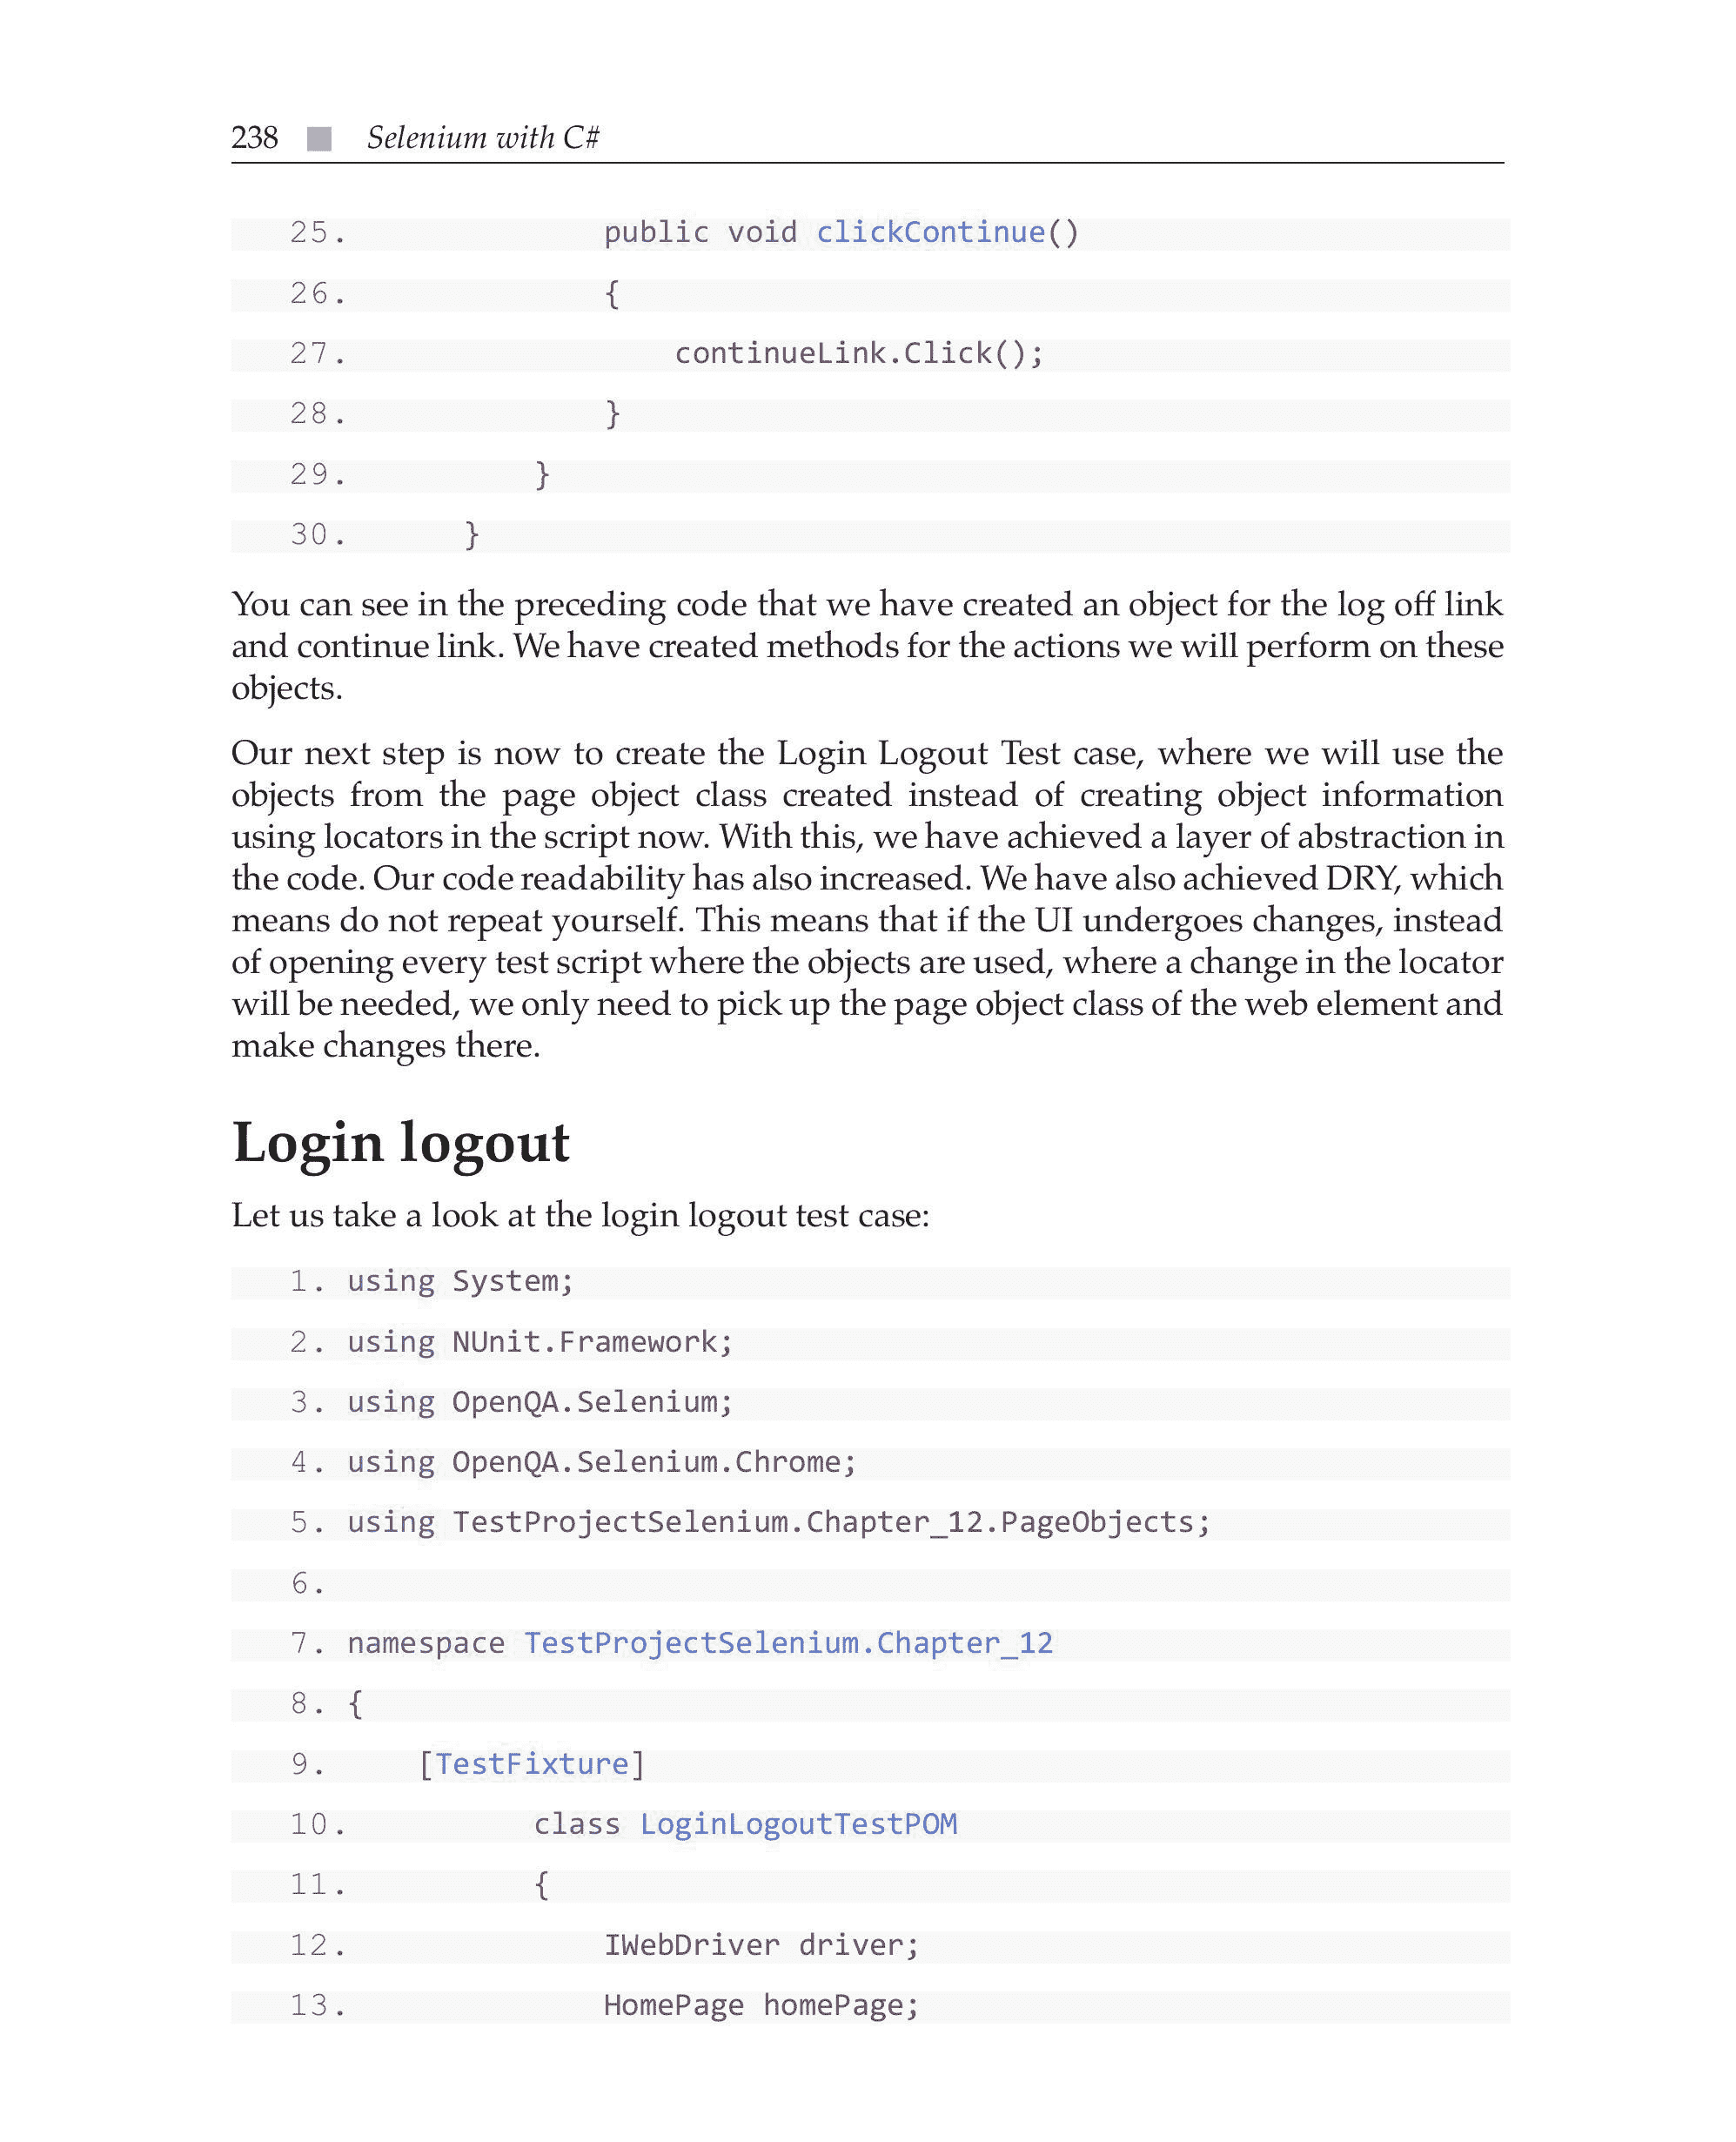 238 Selenium with C#
25. public void clickContinue()
26. {
27. continueLink.Click();
28. }
29. }
30. }
You can see in the preceding code that we have created an object for the log off link
and continue link. We have created methods for the actions we will perform on these
objects.
Our next step is now to create the Login Logout Test case, where we will use the
objects from the page object class created instead of creating object information
using locators in the script now. With this, we have achieved a layer of abstraction in
the code. Our code readability has also increased. We have also achieved DRY, which
means do not repeat yourself. This means that if the UI undergoes changes, instead
of opening every test script where the objects are used, where a change in the locator
will be needed, we only need to pick up the page object class of the web element and
make changes there.
Login logout
Let us take a look at the login logout test case:
1. using System;
2. using NUnit.Framework;
3. using OpenQA.Selenium;
4. using OpenQA.Selenium.Chrome;
5. using TestProjectSelenium.Chapter_12.PageObjects;
6.
7. namespace TestProjectSelenium.Chapter_12
8. {
9. [TestFixture]
10. class LoginLogoutTestPOM
11. {
12. IWebDriver driver;
13. HomePage homePage;